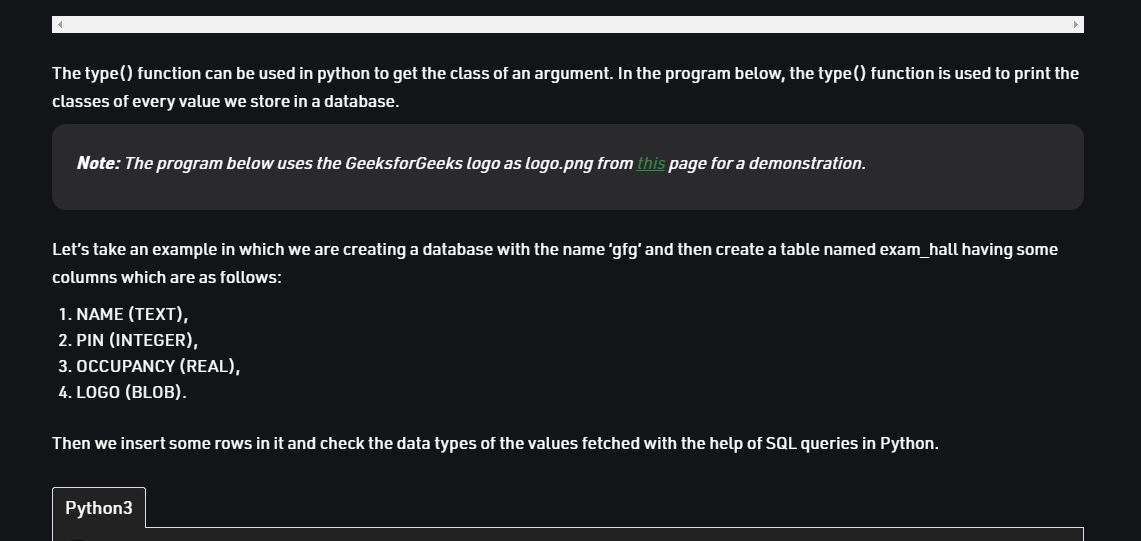 The type() function can be used in python to get the class of an argument. In the program below, the type() function is used to print the
classes of every value we store in a database.
Note: The program below uses the GeeksforGeeks logo as logo.png from this page for a demonstration.
Let’s take an example in which we are creating a database with the name ‘gfg’ and then create a table named exam_hall having some
columns which are as follows:
1. NAME (TEXT),
2. PIN (INTEGER),
3. OCCUPANCY (REAL),
4. LOGO (BLOB).
Then we insert some rows in it and check the data types of the values fetched with the help of SQL queries in Python.
Python3